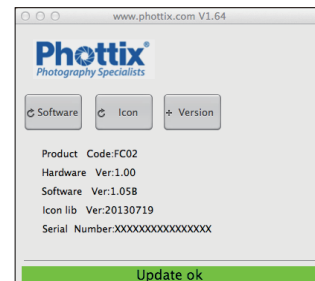 www.phottix.com V1.64
Phottix®
Photography Specialists
Software Icon Version
Product Code:FC02
Hardware Ver:1.00
Software Ver:1.05B
Icon lib Ver:20130719
Serial Number:XXXXXXXXXXXXXXXX
Update ok